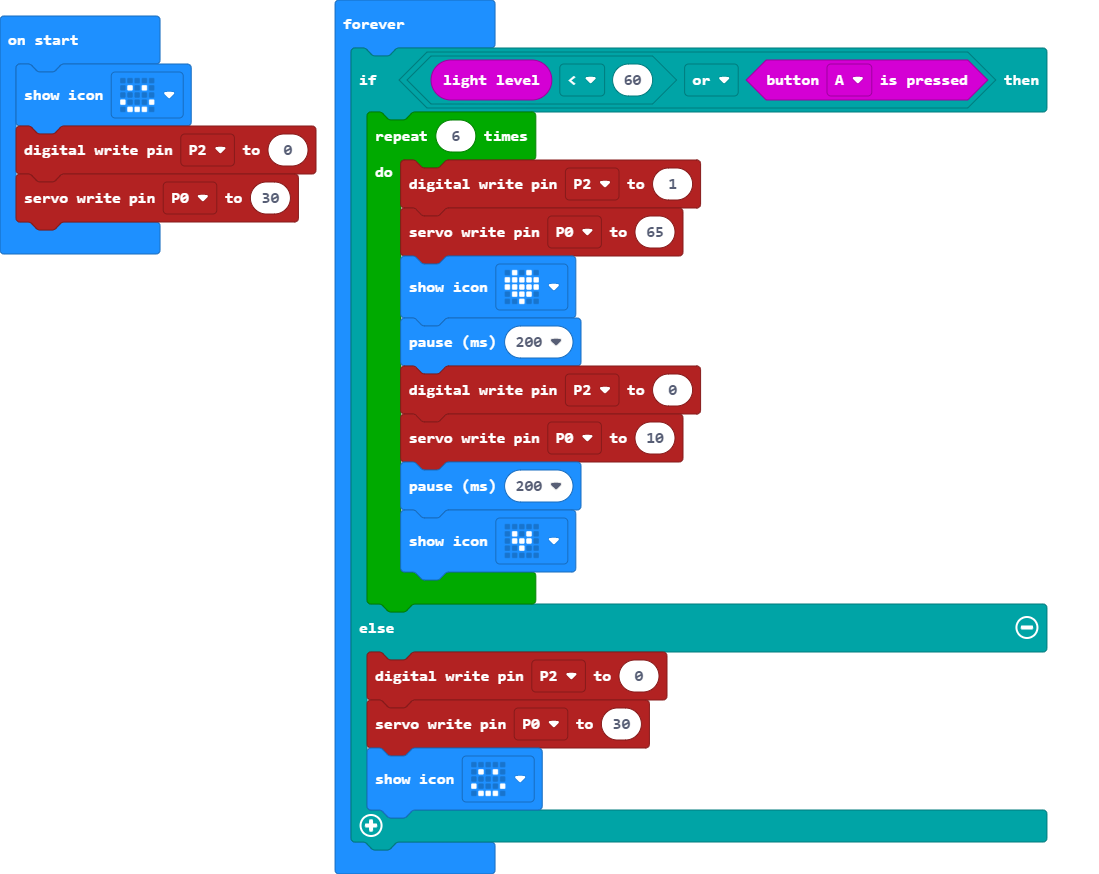 on start
show icon
digital write pin P2 to 0
servo write pin P0 to 30
forever
if light level < 60 or button A is pressed then
repeat 6 times
do
digital write pin P2 to 1
servo write pin P0 to 65
show icon
pause (ms) 200
digital write pin P2 to 0
servo write pin P0 to 10
pause (ms) 200
show icon
else
digital write pin P2 to 0
servo write pin P0 to 30
show icon